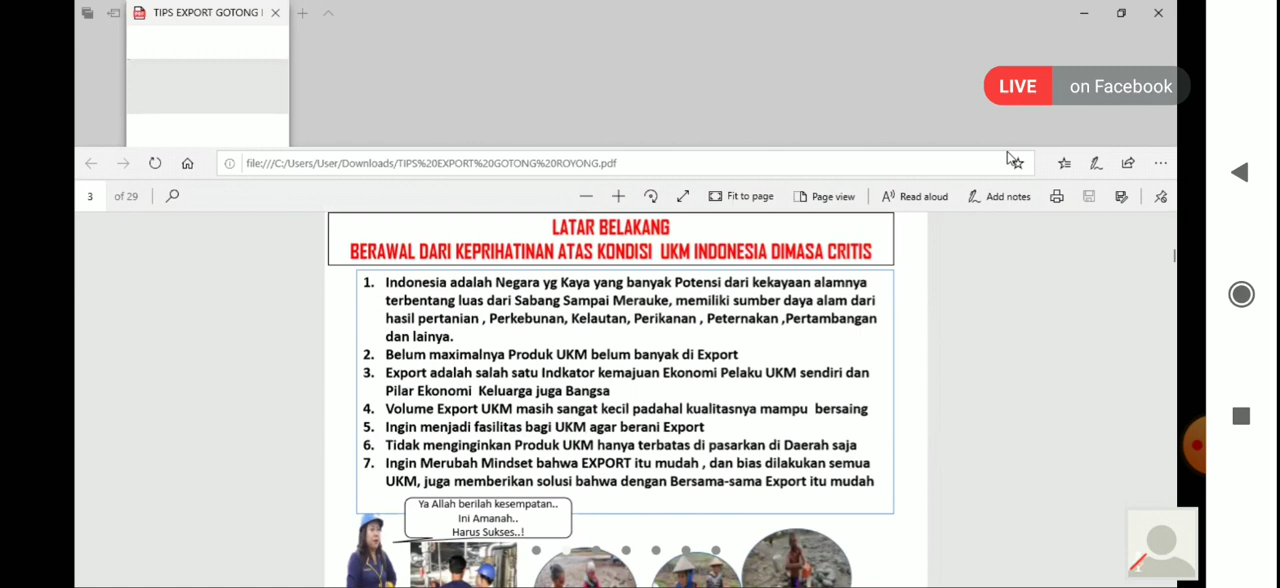 TIPS EXPORT GOTONG
LIVE on Facebook
file:///C:/Users/User/Downloads/TIPS%20EXPORT%20GOTONG%20ROYONG.pdf
3 of 29 Fit to page Page view Read aloud Add notes
LATAR BELAKANG
BERAWAL DARI KEPRIHATINAN ATAS KONDISI UKM INDONESIA DIMASA CRITIS
1. Indonesia adalah Negara yg Kaya yang banyak Potensi dari kekayaan alamnya
terbentang luas dari Sabang Sampai Merauke, memiliki sumber daya alam dari
hasil pertanian , Perkebunan, Kelautan, Perikanan , Peternakan ,Pertambangan
dan lainya.
2. Belum maximalnya Produk UKM belum banyak di Export
3. Export adalah salah satu Indkator kemajuan Ekonomi Pelaku UKM sendiri dan
Pilar Ekonomi Keluarga juga Bangsa
4. Volume Export UKM masih sangat kecil padahal kualitasnya mampu bersaing
5. Ingin menjadi fasilitas bagi UKM agar berani Export
6. Tidak menginginkan Produk UKM hanya terbatas di pasarkan di Daerah saja
7. Ingin Merubah Mindset bahwa EXPORT itu mudah , dan bias dilakukan semua
UKM, juga memberikan solusi bahwa dengan Bersama-sama Export itu mudah
Ya Allah berilah kesempatan..
Ini Amanah..
Harus Sukses..!